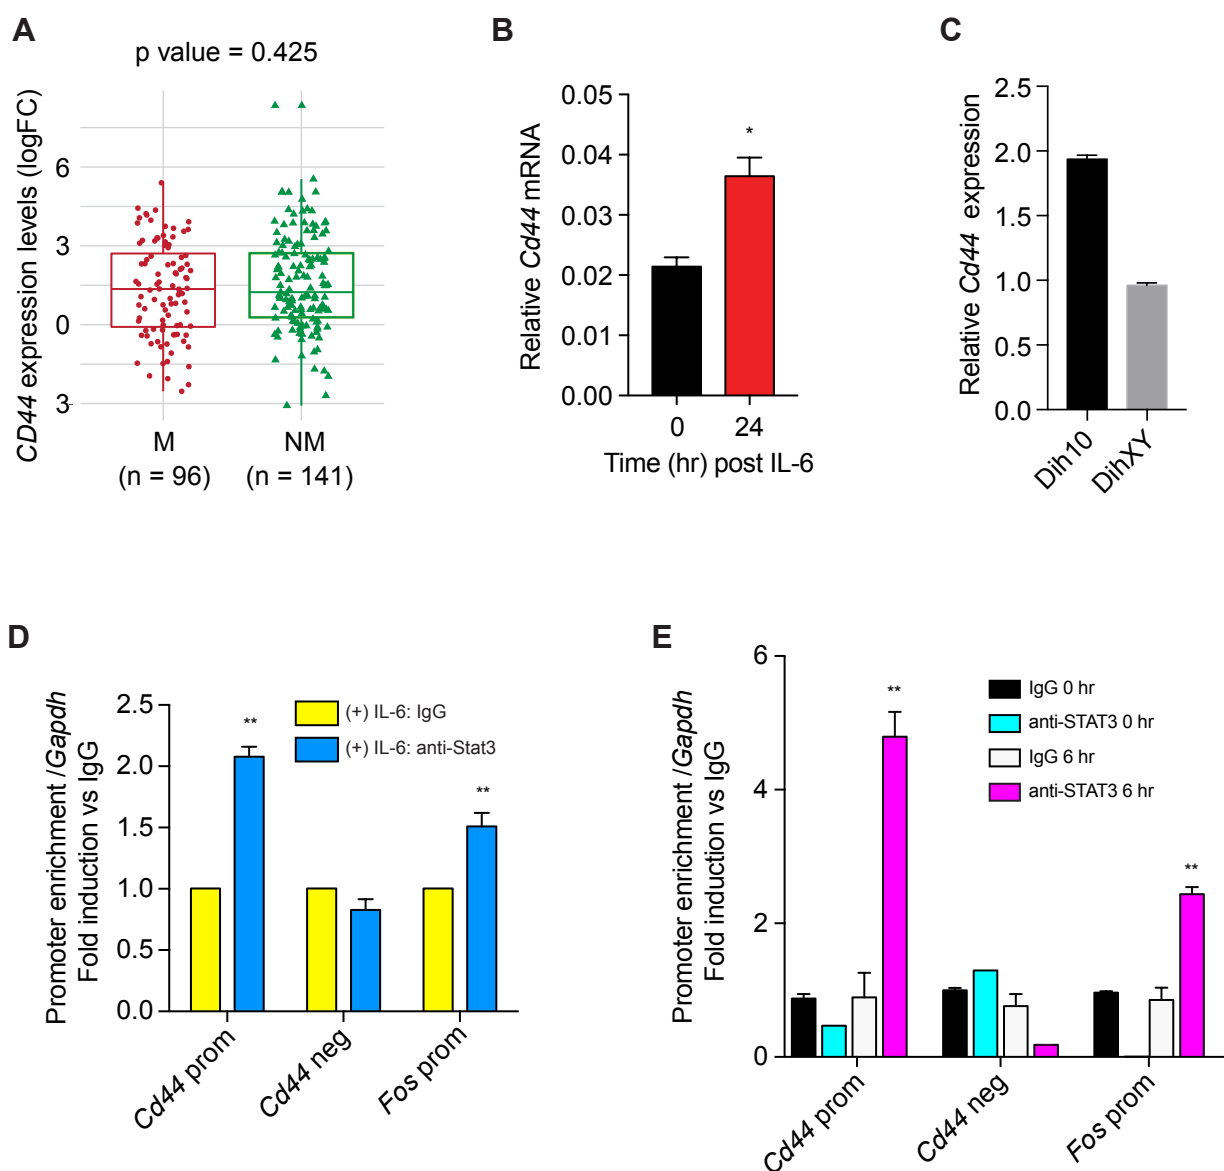 A
p value = 0.425
CD44 expression levels (logFC)
6
3
0
3
M
(n = 96)
NM
(n = 141)
B
Relative Cd44 mRNA
0.05
0.04
0.03
0.02
0.01
0.00
*
0
24
Time (hr) post IL-6
C
Relative Cd44 expression
2.5
2.0
1.5
1.0
0.5
0.0
Dih10
DihXY
D
Promoter enrichment /Gapdh
Fold induction vs IgG
2.5
2.0
1.5
1.0
0.5
0.0
(+) IL-6: IgG
(+) IL-6: anti-Stat3
**
**
Cd44 prom
Cd44 neg
Fos prom
E
Promoter enrichment /Gapdh
Fold induction vs IgG
6
4
2
0
IgG 0 hr
anti-STAT3 0 hr
IgG 6 hr
anti-STAT3 6 hr
**
**
Cd44 prom
Cd44 neg
Fos prom